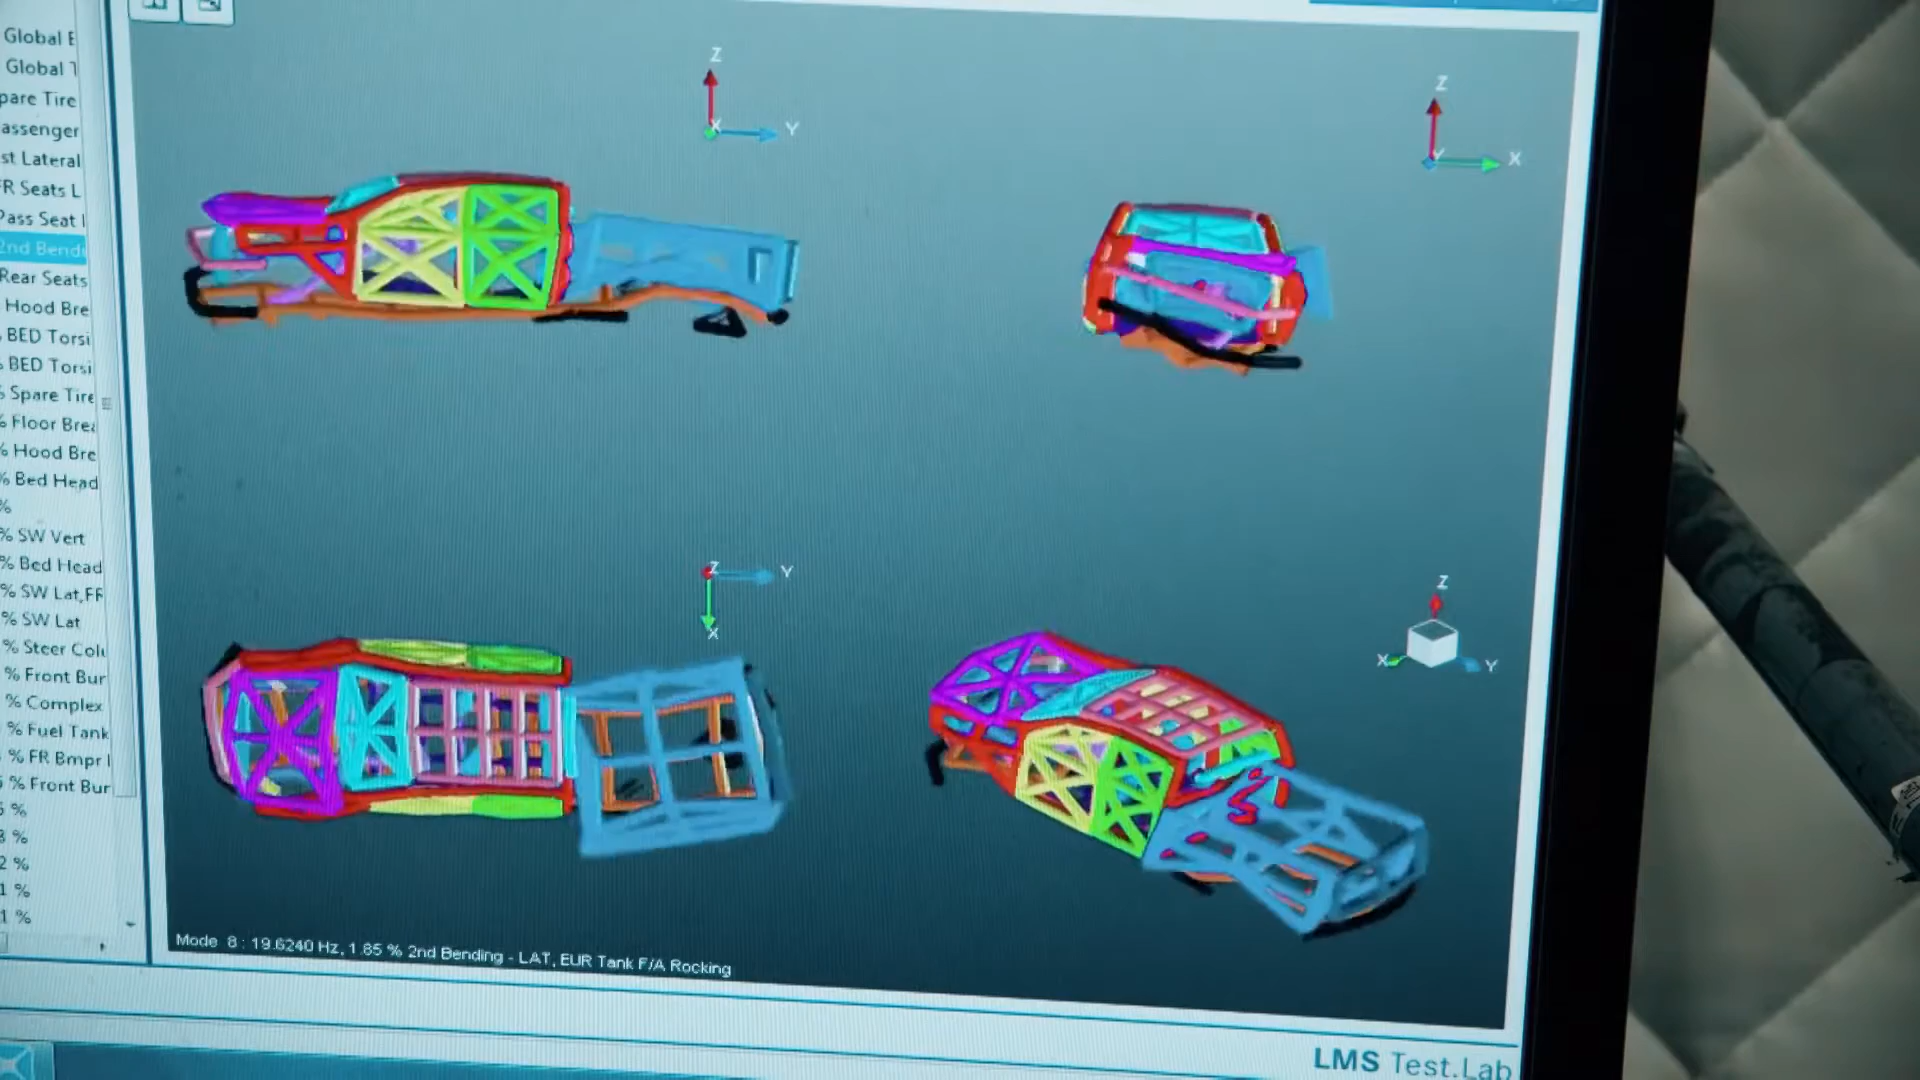 Global
Global
pare Tire
assenger
st Lateral
FR Seats L
Pass Seat
2nd Bendi
Rear Seats
Hood Bre
BED Torsi
BED Torsi
% Spare Tire
% Floor Brea
% Hood Bre
% Bed Head
%
% SW Vert
% Bed Head
% SW Lat,FR
% SW Lat
% Steer Colu
% Front Bur
% Complex
% Fuel Tank
% FR Bmpr
% Front Bur
%
%
2 %
1 %
1 %
Z
X
Y
Z
Y
X
Z
Y
X
Z
X
Y
Mode 8 : 19.6240 Hz, 1.85 % 2nd Bending - LAT, EUR Tank F/A Rocking
LMS Test.Lab